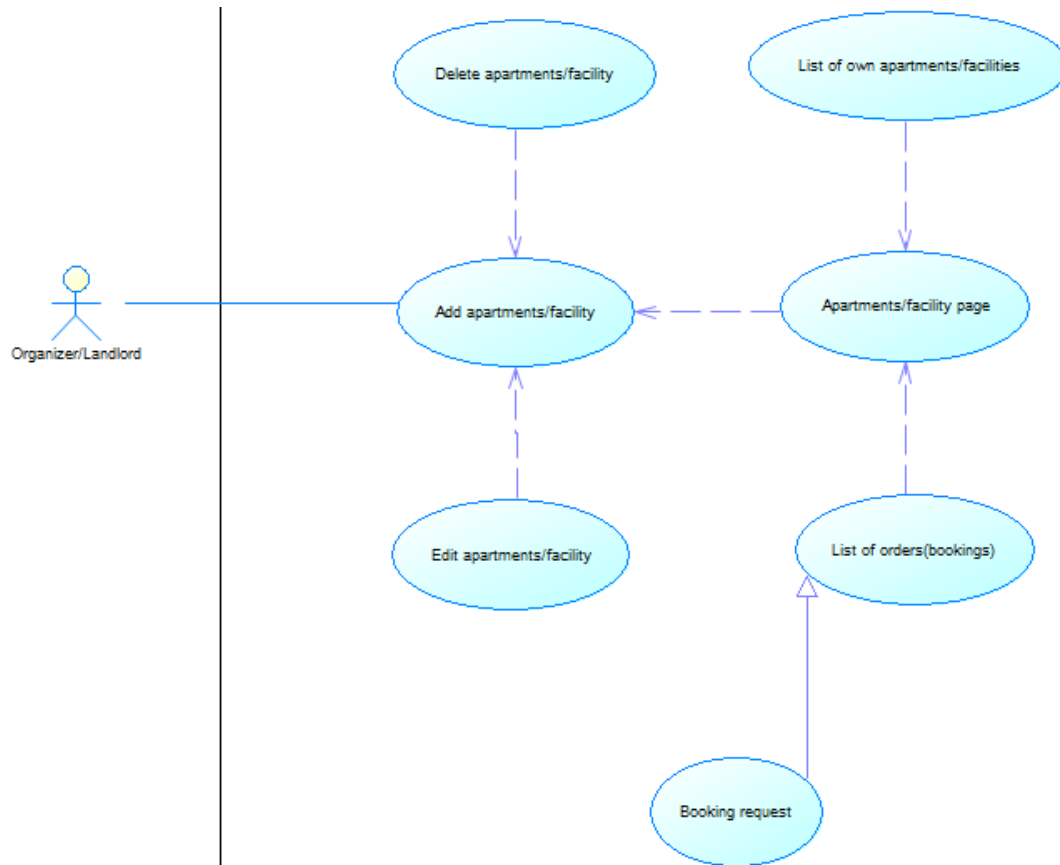 Delete apartments/facility
List of own apartments/facilities
Organizer/Landlord
Add apartments/facility
Apartments/facility page
Edit apartments/facility
List of orders(bookings)
Booking request